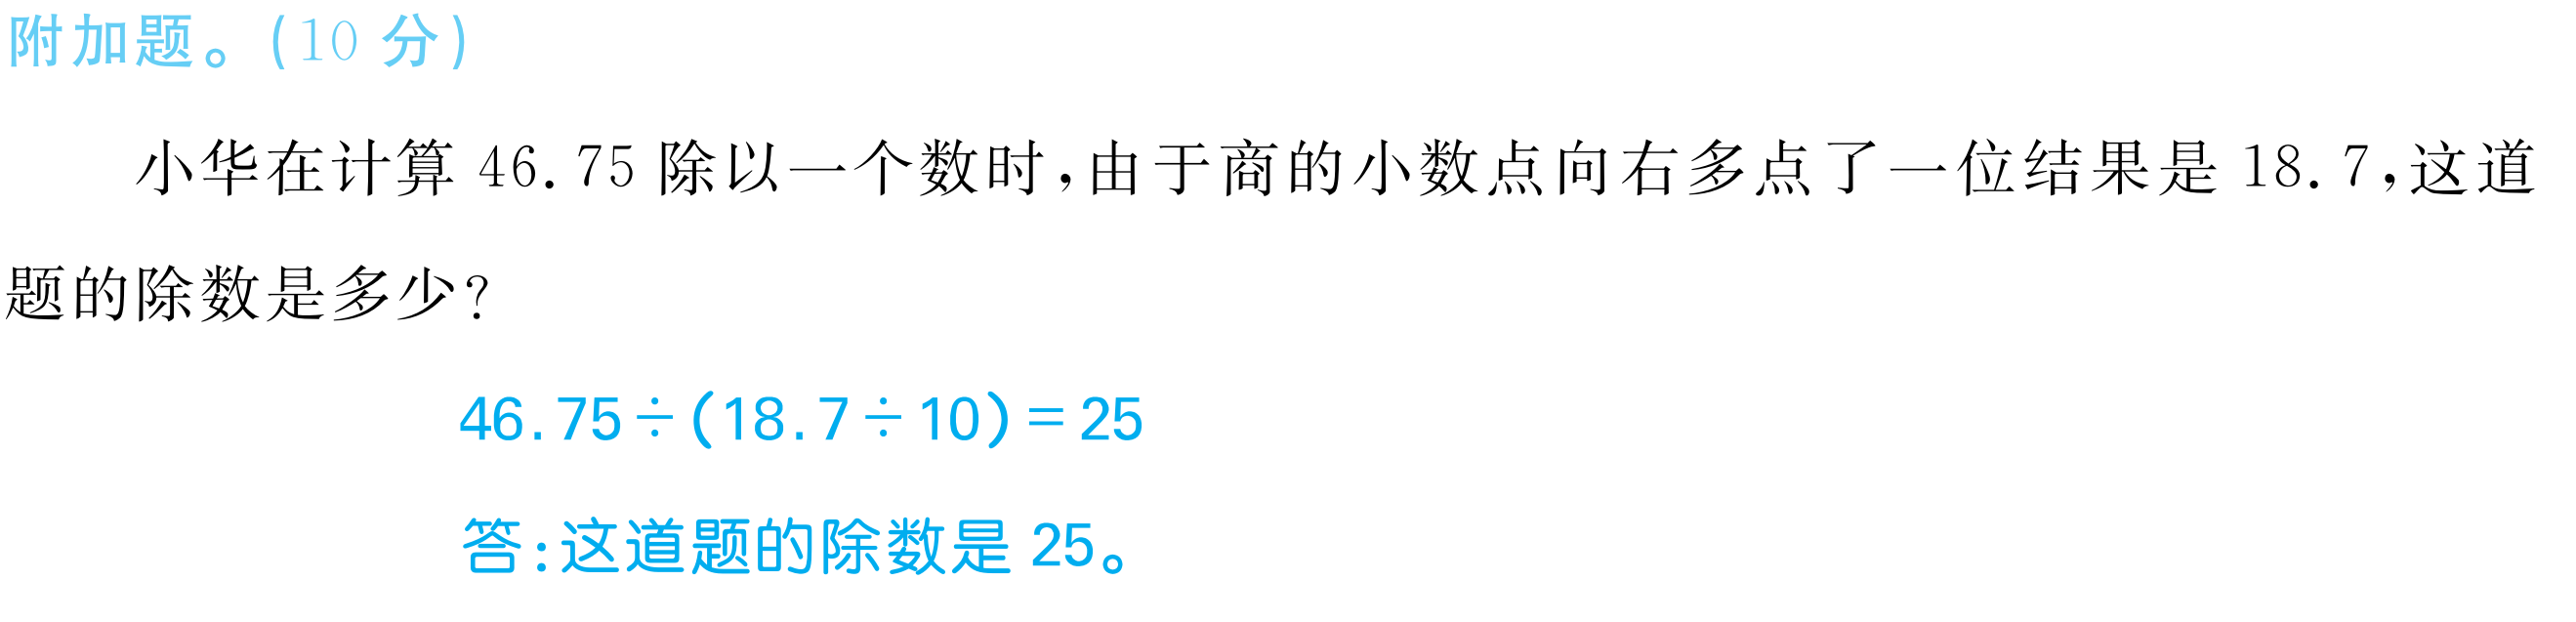 附加题。(10 分)
小华在计算 46.75 除以一个数时,由于商的小数点向右多点了一位结果是 18.7,这道
题的除数是多少?
46.75÷(18.7÷10)=25
答:这道题的除数是 25。